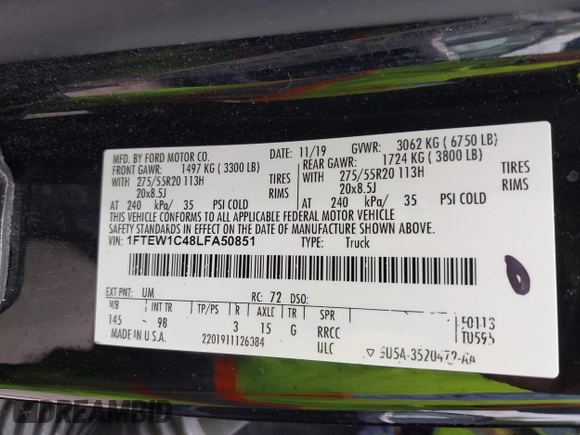 MFD. BY FORD MOTOR CO.
DATE: 11/19 GVWR: 3062 KG ( 6750 LB)
FRONT GAWR: 1497 KG ( 3300 LB) REAR GAWR: 1724 KG ( 3800 LB)
WITH 275/55R20 113H TIRES WITH 275/55R20 113H TIRES
20x8.5J RIMS 20x8.5J RIMS
AT 240 kPa/ 35 PSI COLD AT 240 kPa/ 35 PSI COLD
THIS VEHICLE CONFORMS TO ALL APPLICABLE FEDERAL MOTOR VEHICLE
SAFETY STANDARDS IN EFFECT ON THE DATE OF MANUFACTURE SHOWN ABOVE.
VIN: 1FTEW1C48LFA50851 TYPE: Truck
EXT PNT: UM RC: 72 DSO:
WB INT TR TP/PS R AXLE TR SPR
145 98 3 15 G RRCC
MADE IN U.S.A. 2201911126384 ULC
DREAMBID